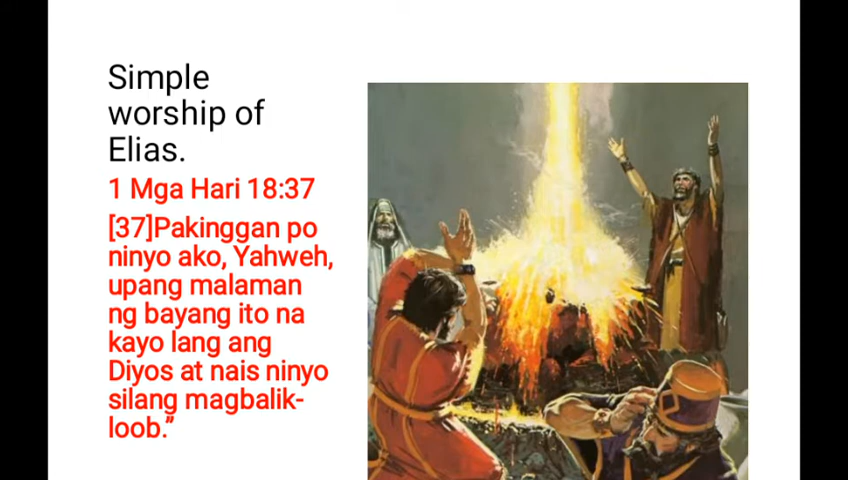 Simple
worship of
Elias.
1 Mga Hari 18:37
[37]Pakinggan po
ninyo ako, Yahweh,
upang malaman
ng bayang ito na
kayo lang ang
Diyos at nais ninyo
silang magbalik-
loob.”